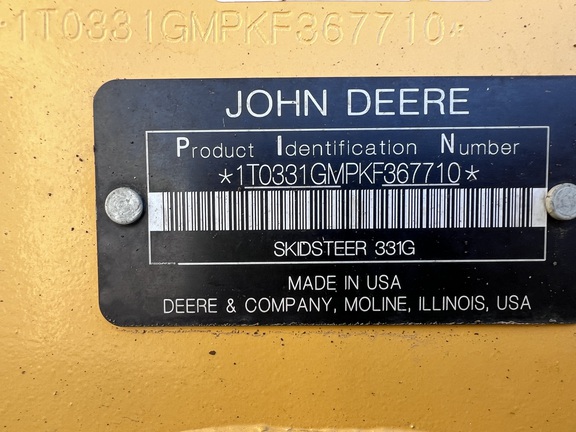 1T0331GMPKF367710*
JOHN DEERE
Product Identification Number
*1T0331GMPKF367710*
SKIDSTEER 331G
MADE IN USA
DEERE & COMPANY, MOLINE, ILLINOIS, USA